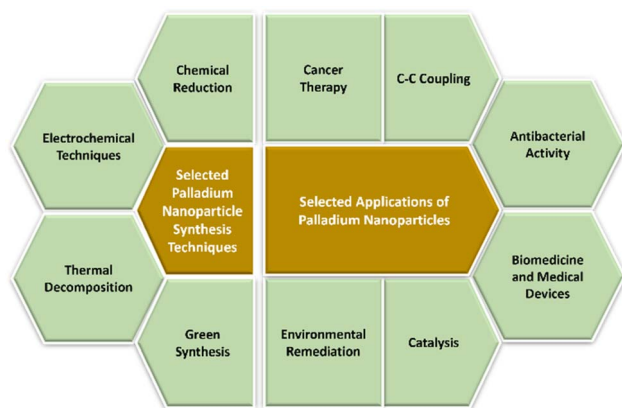 Chemical
Reduction
Cancer
Therapy
C-C Coupling
Electrochemical
Techniques
Antibacterial
Activity
Selected
Palladium
Nanoparticle
Synthesis
Techniques
Selected Applications of
Palladium Nanoparticles
Thermal
Decomposition
Biomedicine
and Medical
Devices
Green
Synthesis
Environmental
Remediation
Catalysis